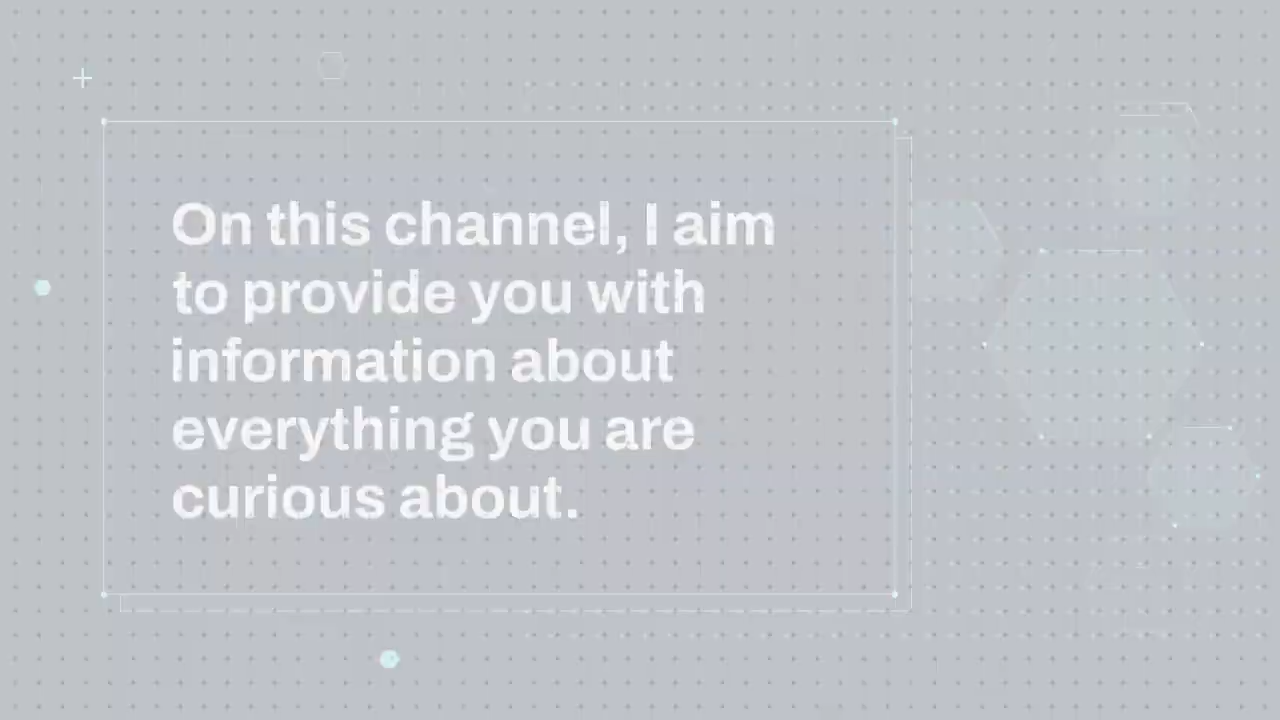 On this channel, I aim
to provide you with
information about
everything you are
curious about.